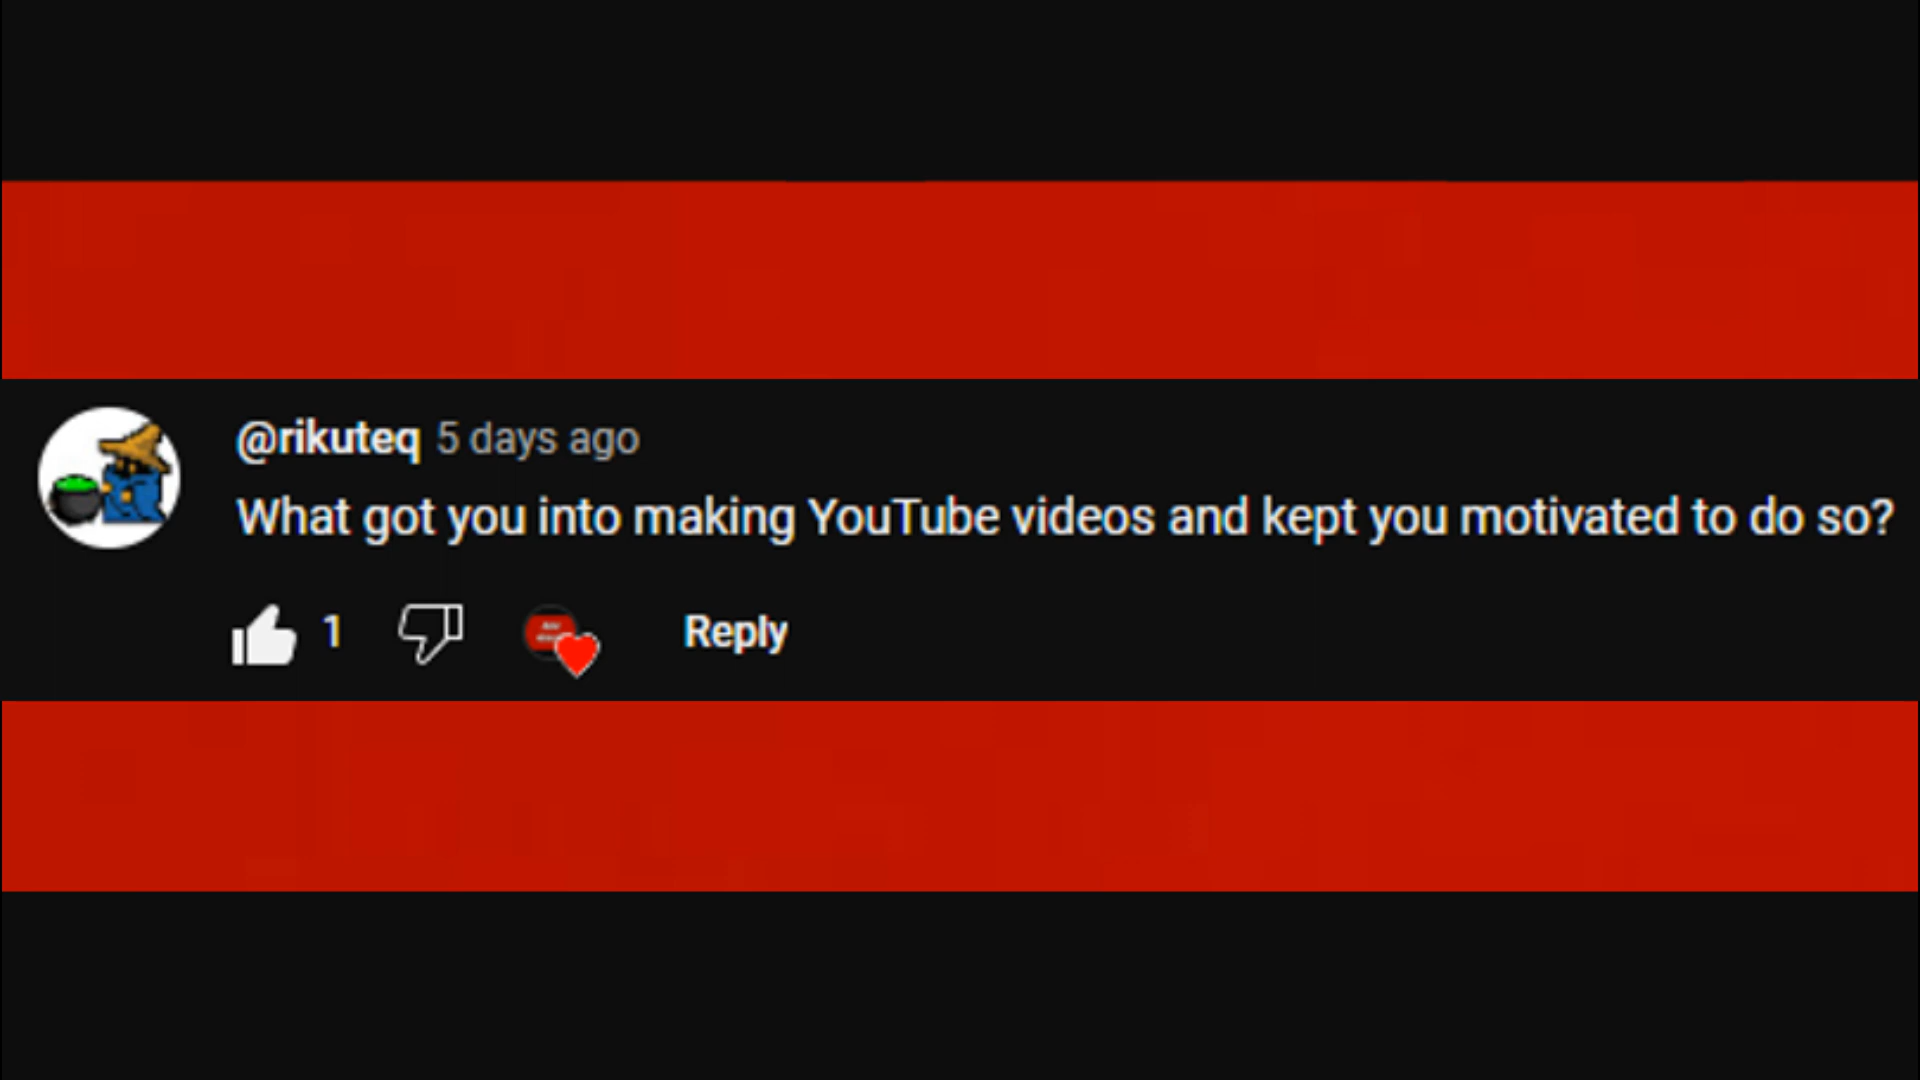 @rikuteq 5 days ago
What got you into making YouTube videos and kept you motivated to do so?
1 Reply